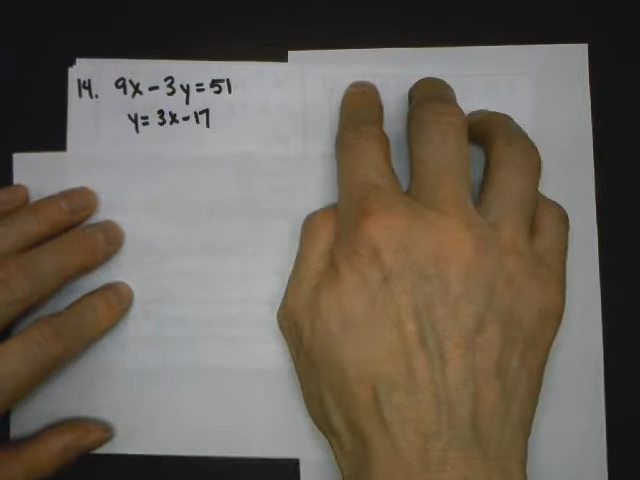 14. 9x - 3y = 51
y = 3x - 17